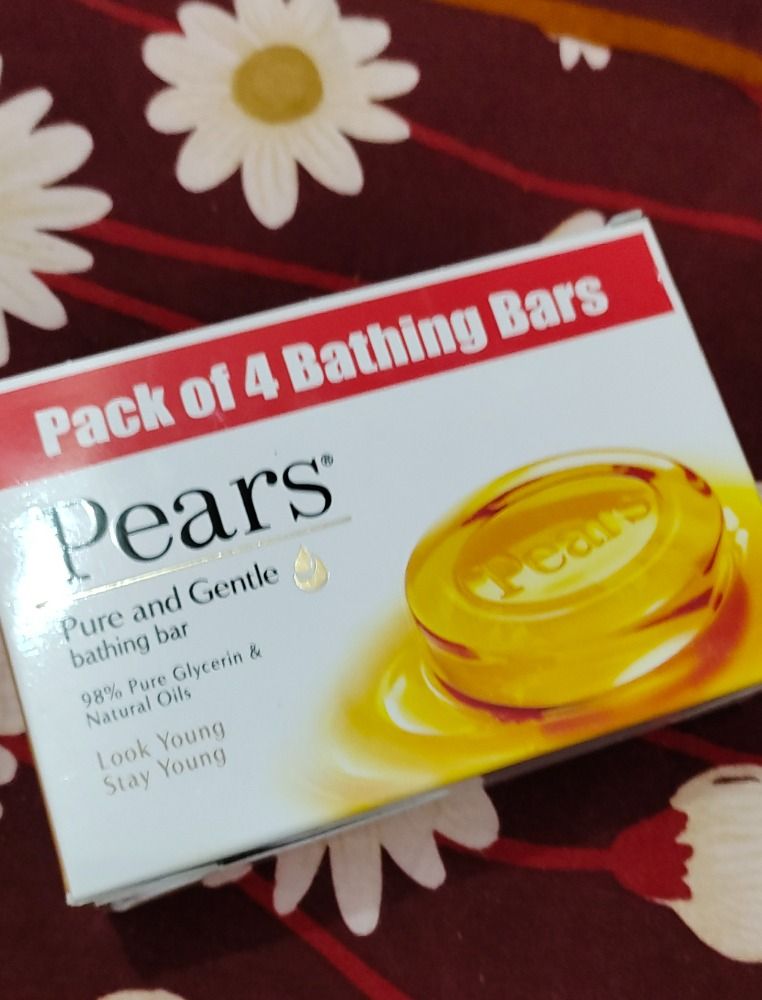 Pack of 4 Bathing Bars
Pears®
Pure and Gentle
bathing bar
98% Pure Glycerin &
Natural Oils
Look Young
Stay Young
Pears